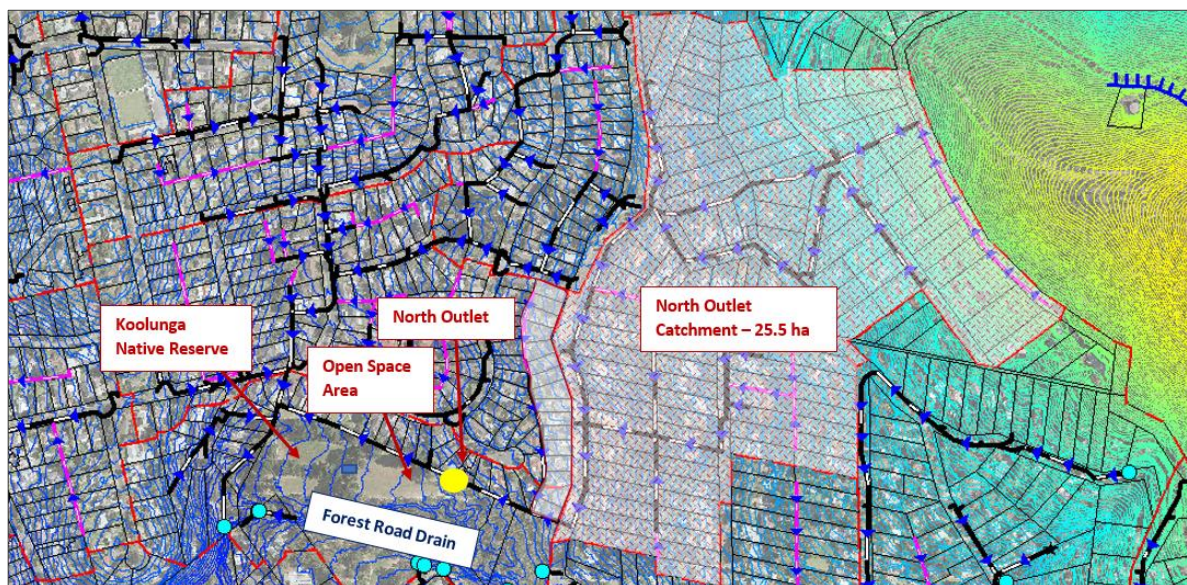 Koolunga
Native Reserve
Open Space
Area
North Outlet
North Outlet
Catchment – 25.5 ha
Forest Road Drain